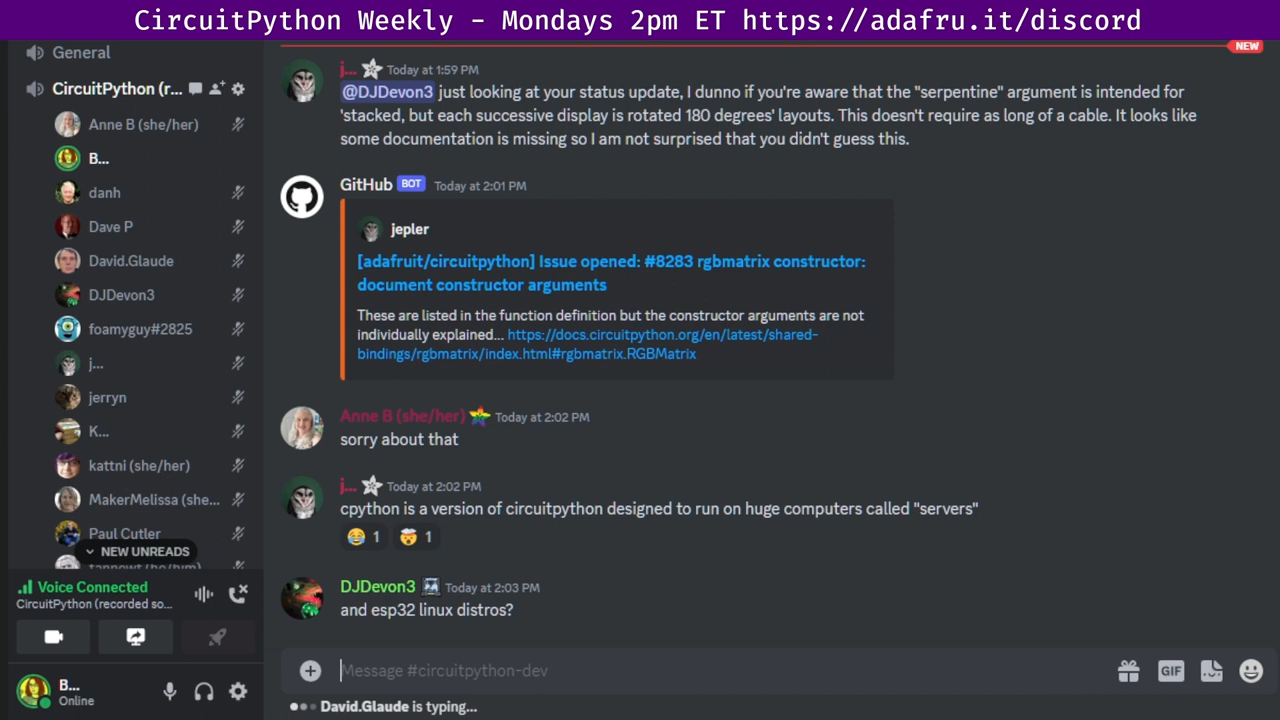 CircuitPython Weekly - Mondays 2pm ET https://adafru.it/discord
General
CircuitPython (r...
Anne B (she/her)
B...
danh
Dave P
David.Glaude
DJDevon3
foamyguy#2825
j...
jerryn
K...
kattni (she/her)
MakerMelissa (she...
Paul Cutler
NEW UNREADS
Voice Connected
CircuitPython (recorded so...
B...
Online
NEW
j... Today at 1:59 PM
@DJDevon3 just looking at your status update, I dunno if you're aware that the "serpentine" argument is intended for
'stacked, but each successive display is rotated 180 degrees' layouts. This doesn't require as long of a cable. It looks like
some documentation is missing so I am not surprised that you didn't guess this.
GitHub BOT Today at 2:01 PM
jepler
[adafruit/circuitpython] Issue opened: #8283 rgbmatrix constructor:
document constructor arguments
These are listed in the function definition but the constructor arguments are not
individually explained... https://docs.circuitpython.org/en/latest/shared-
bindings/rgbmatrix/index.html#rgbmatrix.RGBMatrix
Anne B (she/her) Today at 2:02 PM
sorry about that
j... Today at 2:02 PM
cpython is a version of circuitpython designed to run on huge computers called "servers"
😂 1 🤯 1
DJDevon3 Today at 2:03 PM
and esp32 linux distros?
Message #circuitpython-dev
GIF
David.Glaude is typing...